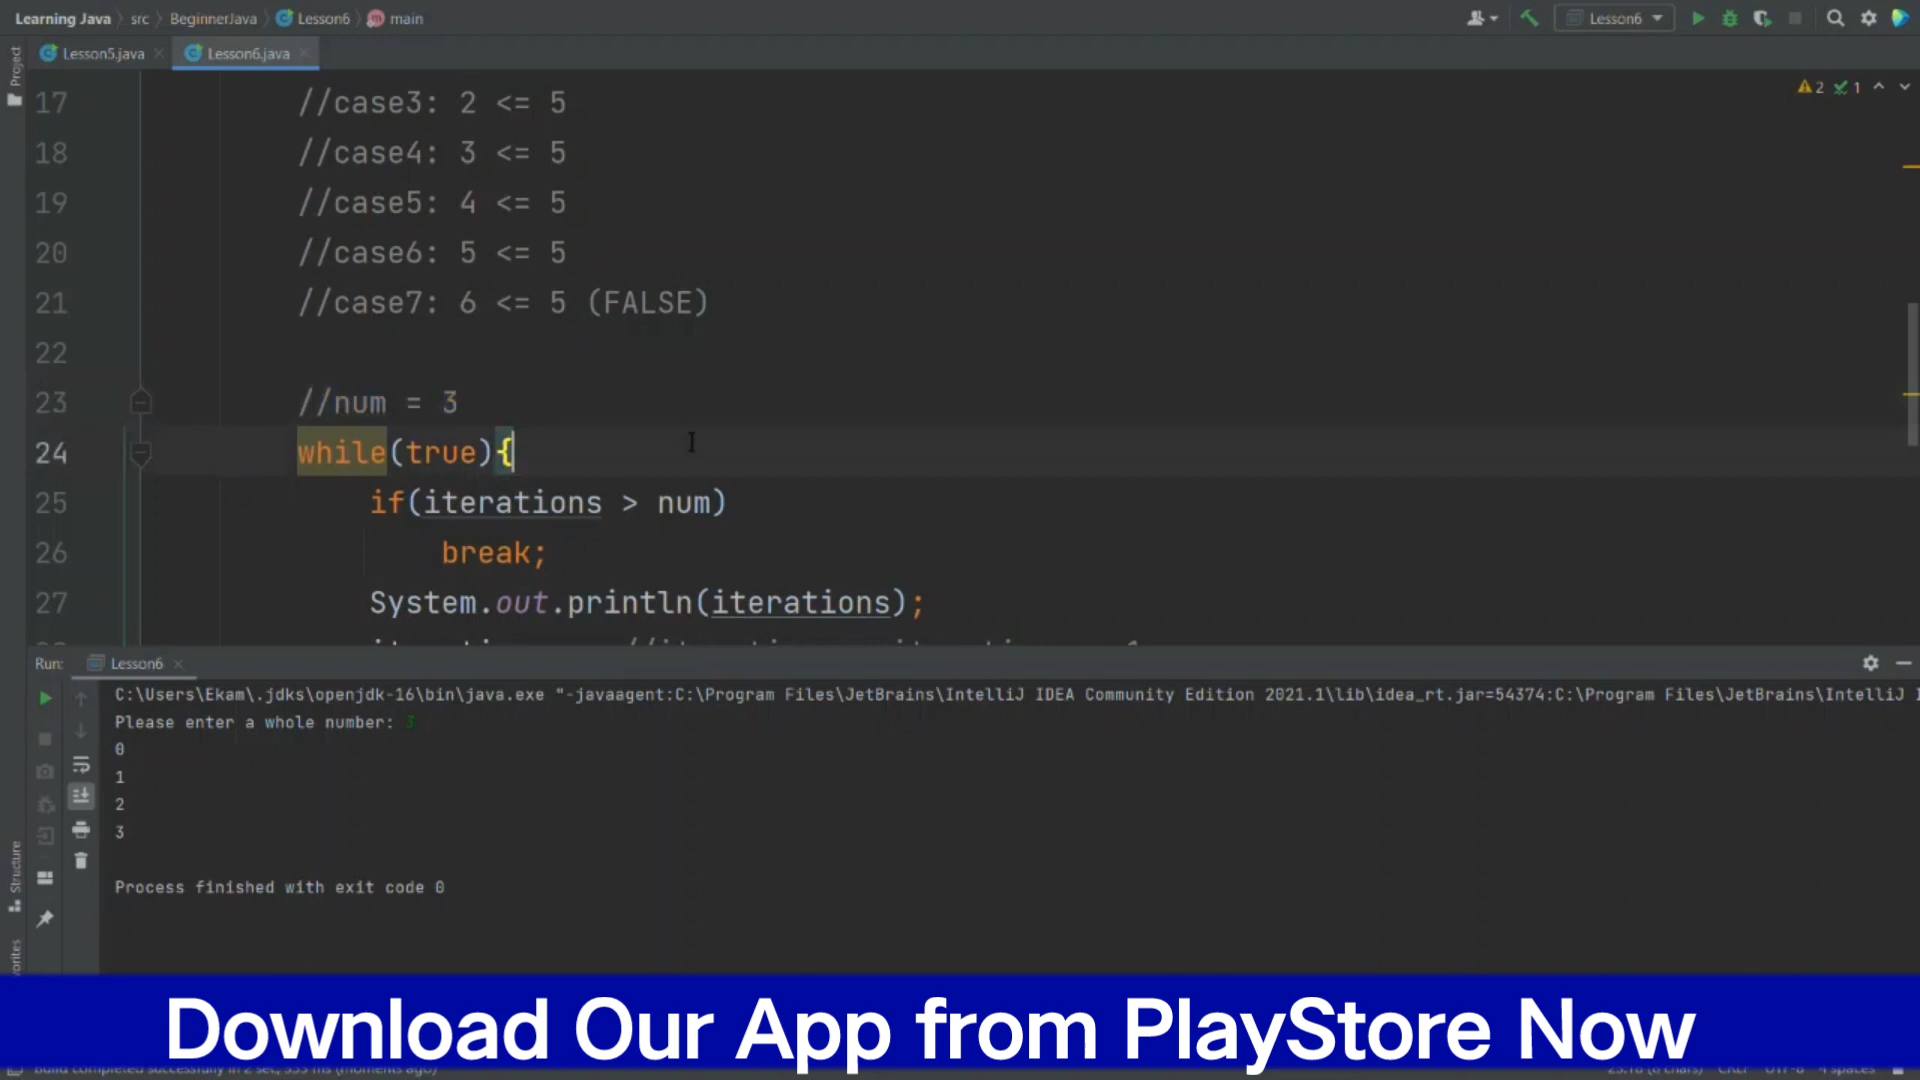 Learning Java > src > BeginnerJava > Lesson6 > main
Lesson6
Project
Lesson5.java
Lesson6.java
2 1
17 //case3: 2 <= 5
18 //case4: 3 <= 5
19 //case5: 4 <= 5
20 //case6: 5 <= 5
21 //case7: 6 <= 5 (FALSE)
22
23 //num = 3
24 while(true){
25 if(iterations > num)
26 break;
27 System.out.println(iterations);
Run: Lesson6
C:\Users\Ekam\.jdks\openjdk-16\bin\java.exe "-javaagent:C:\Program Files\JetBrains\IntelliJ IDEA Community Edition 2021.1\lib\idea_rt.jar=54374:C:\Program Files\JetBrains\IntelliJ
Please enter a whole number: 3
0
1
2
3
Process finished with exit code 0
Structure
Download Our App from PlayStore Now